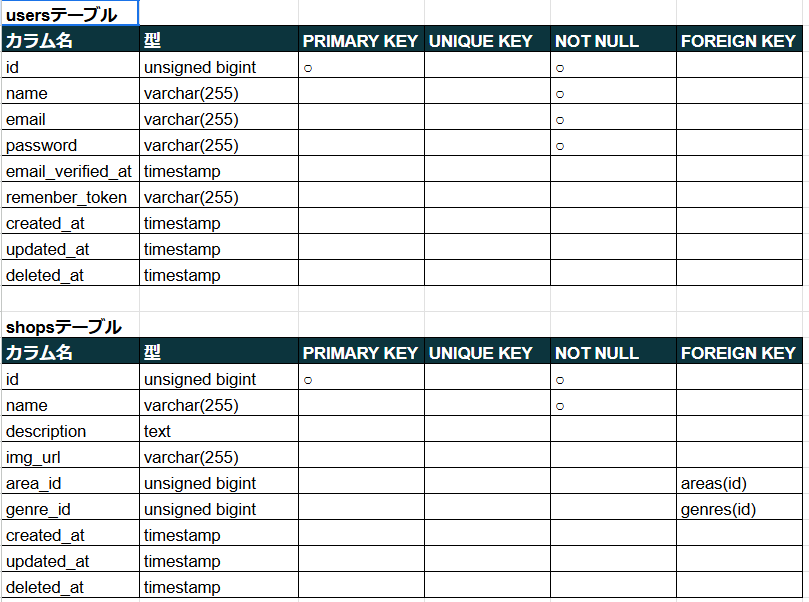 usersテーブル
カラム名 型 PRIMARY KEY UNIQUE KEY NOT NULL FOREIGN KEY
id unsigned bigint ○ ○
name varchar(255) ○
email varchar(255) ○
password varchar(255) ○
email_verified_at timestamp
remenber_token varchar(255)
created_at timestamp
updated_at timestamp
deleted_at timestamp
shopsテーブル
カラム名 型 PRIMARY KEY UNIQUE KEY NOT NULL FOREIGN KEY
id unsigned bigint ○ ○
name varchar(255) ○
description text
img_url varchar(255)
area_id unsigned bigint areas(id)
genre_id unsigned bigint genres(id)
created_at timestamp
updated_at timestamp
deleted_at timestamp